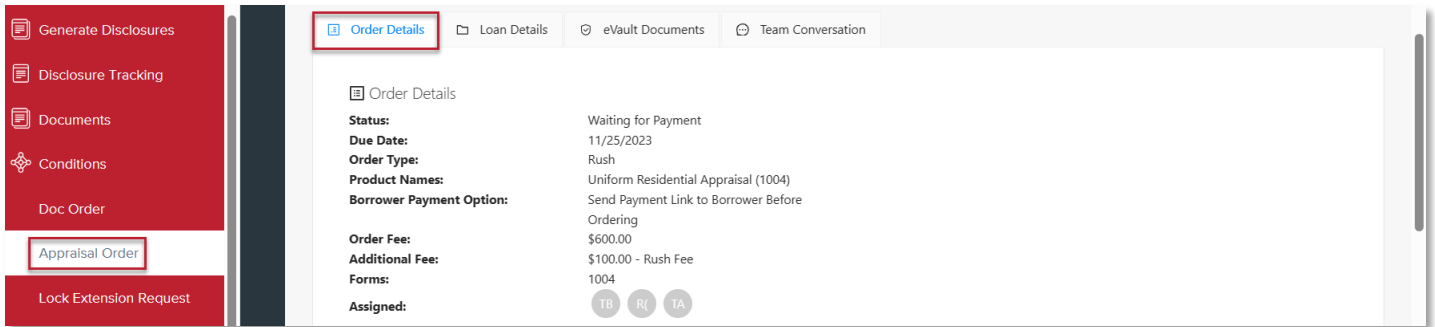 Generate Disclosures
Disclosure Tracking
Documents
Conditions
Doc Order
Appraisal Order
Lock Extension Request
Order Details Loan Details eVault Documents Team Conversation
Order Details
Status: Waiting for Payment
Due Date: 11/25/2023
Order Type: Rush
Product Names: Uniform Residential Appraisal (1004)
Borrower Payment Option: Send Payment Link to Borrower Before
Ordering
Order Fee: $600.00
Additional Fee: $100.00 - Rush Fee
Forms: 1004
Assigned: TB R( TA